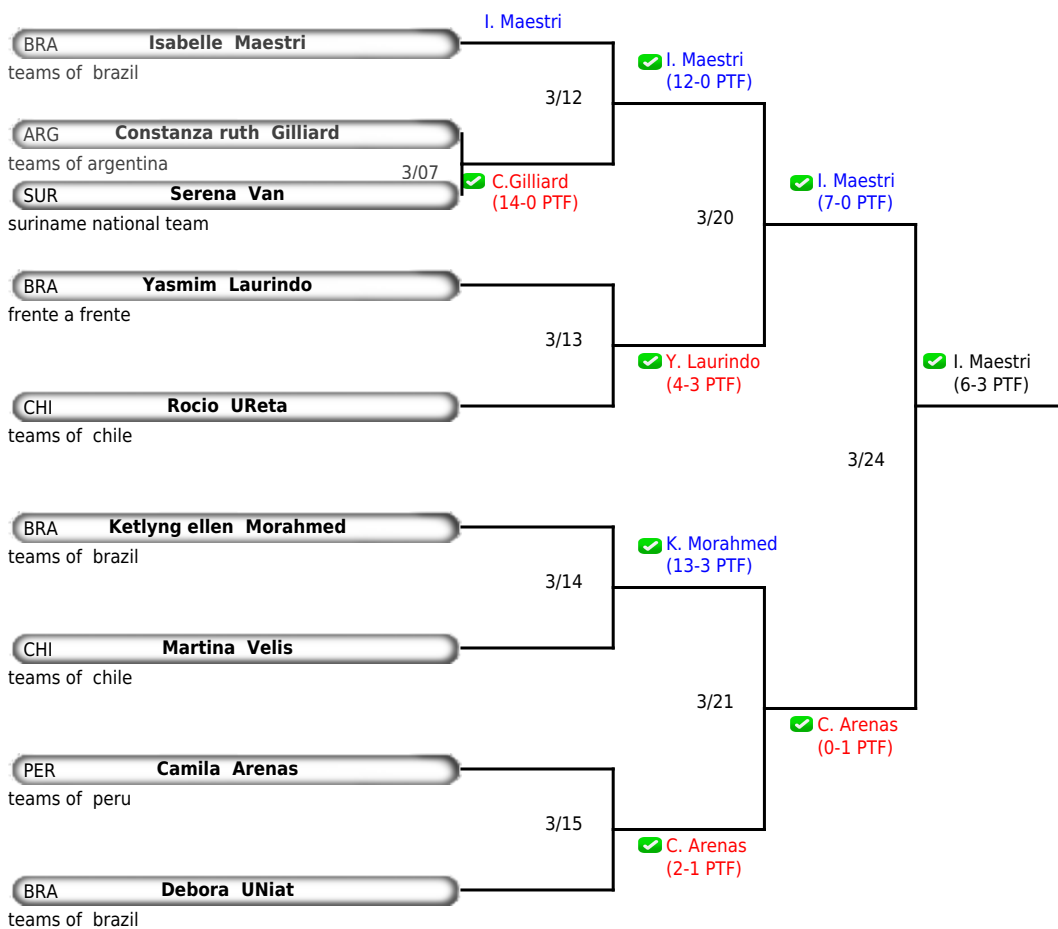 I. Maestri
BRA Isabelle Maestri
teams of brazil
I. Maestri
(12-0 PTF)
3/12
ARG Constanza ruth Gilliard
teams of argentina
3/07
C.Gilliard
(14-0 PTF)
SUR Serena Van
suriname national team
I. Maestri
(7-0 PTF)
3/20
BRA Yasmim Laurindo
frente a frente
3/13
Y. Laurindo
(4-3 PTF)
I. Maestri
(6-3 PTF)
CHI Rocio UReta
teams of chile
3/24
BRA Ketlyng ellen Morahmed
teams of brazil
K. Morahmed
(13-3 PTF)
3/14
CHI Martina Velis
teams of chile
3/21
C. Arenas
(0-1 PTF)
PER Camila Arenas
teams of peru
3/15
C. Arenas
(2-1 PTF)
BRA Debora UNiat
teams of brazil